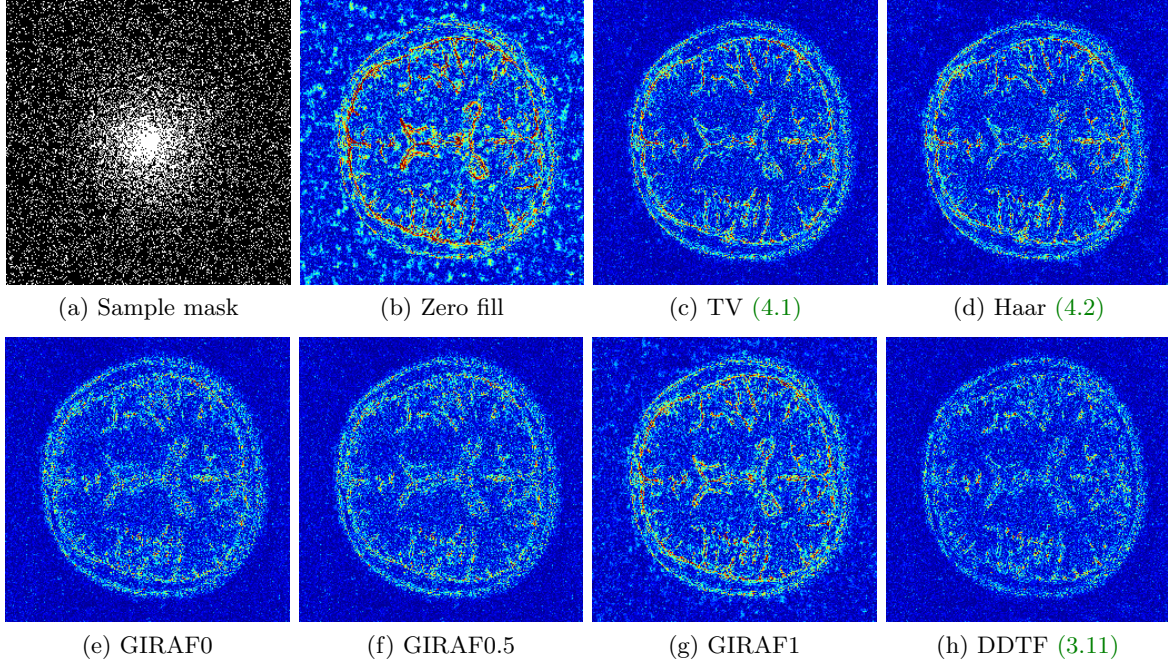 (a) Sample mask
(b) Zero fill
(c) TV (4.1)
(d) Haar (4.2)
(e) GIRAF0
(f) GIRAF0.5
(g) GIRAF1
(h) DDTF (3.11)